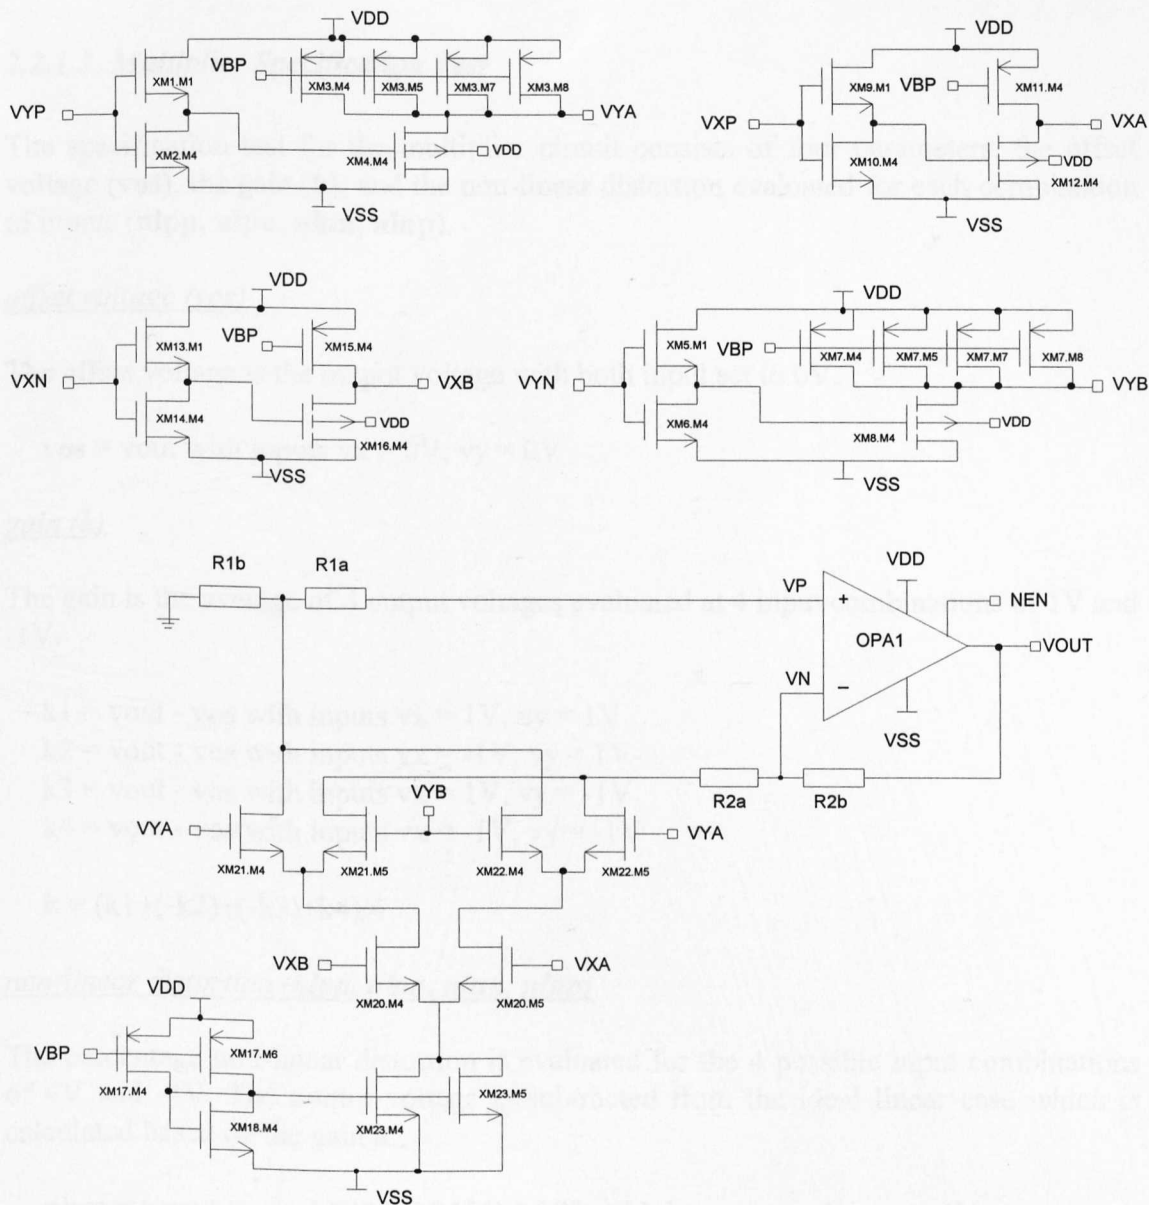 VDD
VBP
XM1.M1
XM3.M4
XM3.M5
XM3.M7
XM3.M8
VYP
VYA
XM2.M4
XM4.M4
VDD
VSS
VDD
VBP
XM9.M1
XM11.M4
VXP
VXA
XM10.M4
VDD
XM12.M4
VSS
VDD
VBP
XM13.M1
XM15.M4
VXN
VXB
XM14.M4
VDD
XM16.M4
VSS
VDD
VBP
XM5.M1
XM7.M4
XM7.M5
XM7.M7
XM7.M8
VYN
VYB
XM6.M4
XM8.M4
VDD
VSS
R1b
R1a
VDD
VP
+
NEN
OPA1
VOUT
VN
-
VSS
R2a
R2b
VYB
VYA
VYA
XM21.M4
XM21.M5
XM22.M4
XM22.M5
VXB
VXA
XM20.M4
XM20.M5
VDD
VBP
XM17.M6
XM17.M4
XM18.M4
XM23.M4
XM23.M5
VSS